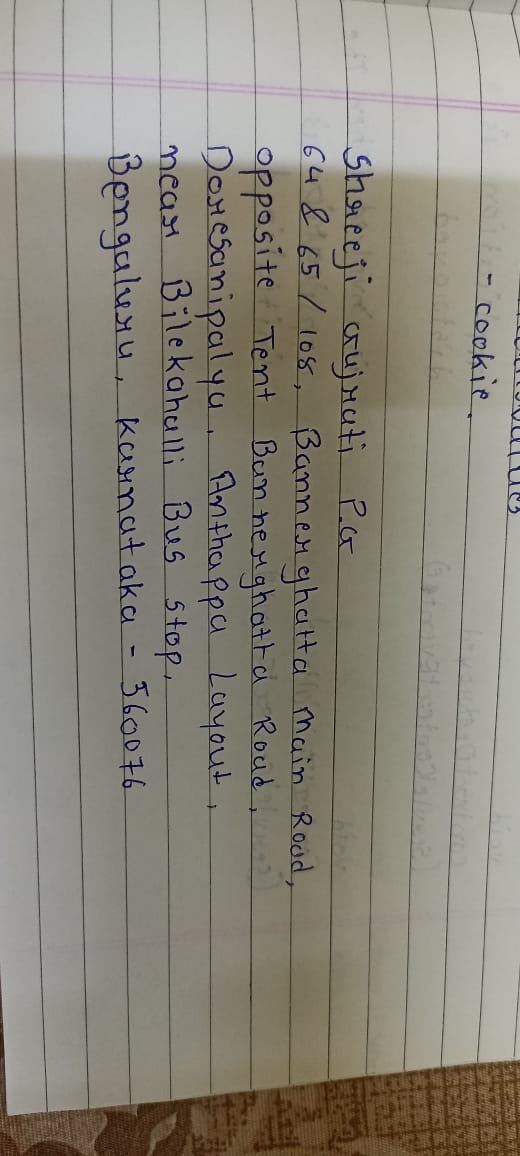 - cookie.
Shreeji Gujrati P.G
64 & 65/108, Bannerghatta Main Road,
opposite Tent Bannerghatta Road,
Doresanipalya, Anthappa Layout,
near Bilekahalli Bus stop,
Bengaluru, Karnataka - 560076